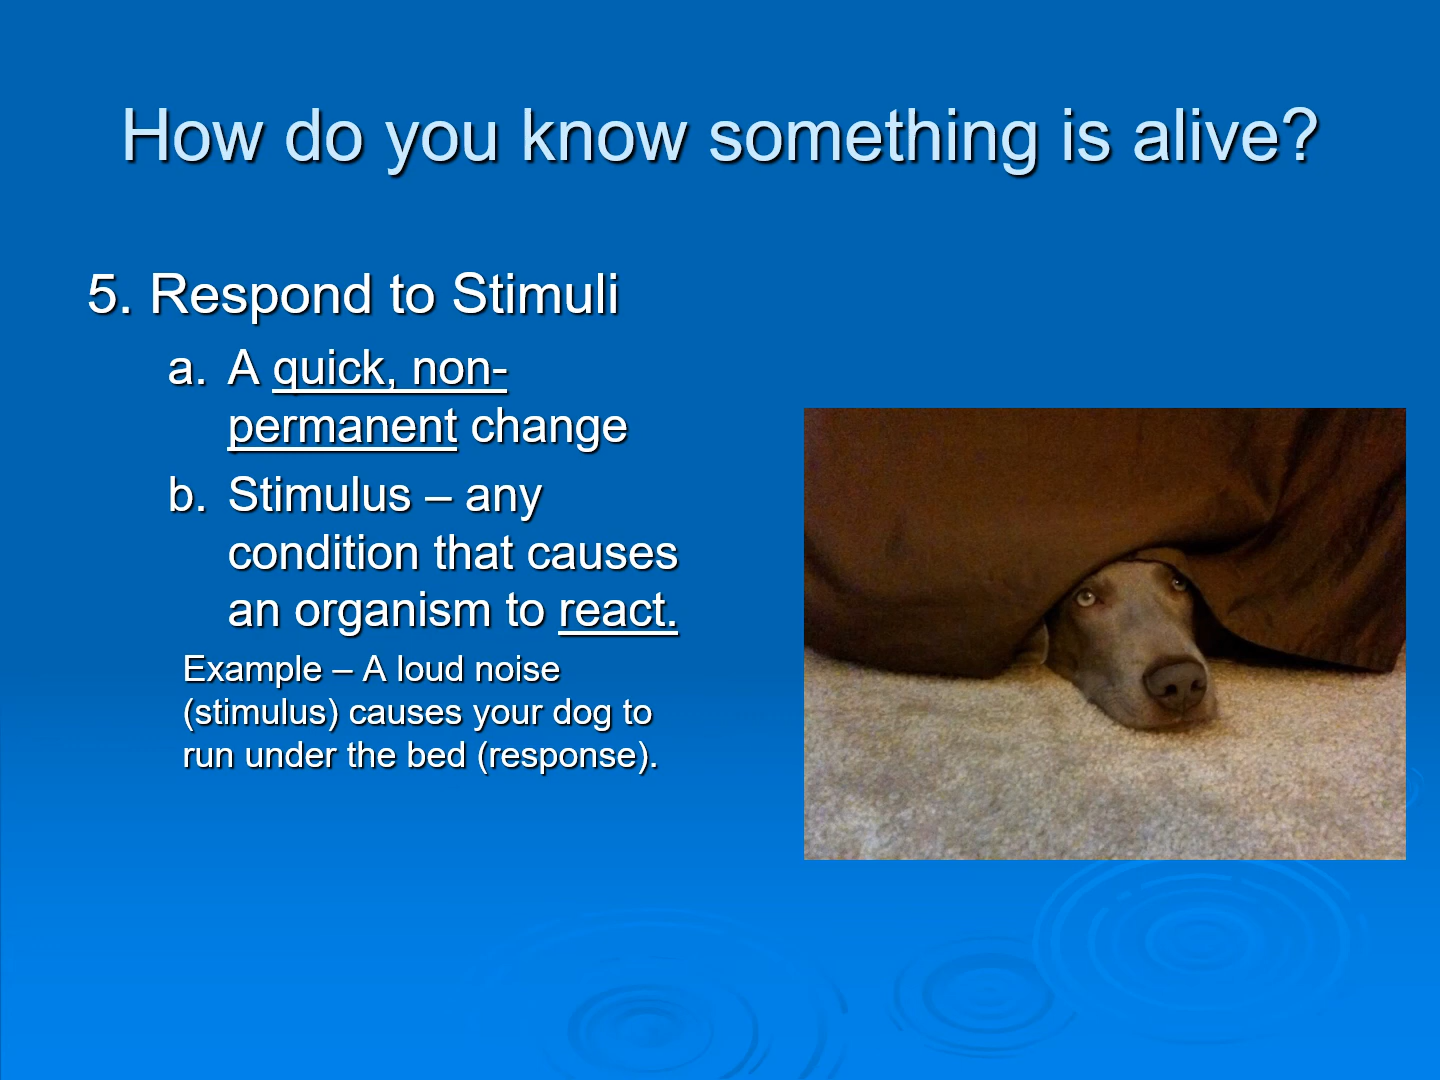 How do you know something is alive?
5. Respond to Stimuli
a. A quick, non-
permanent change
b. Stimulus – any
condition that causes
an organism to react.
Example – A loud noise
(stimulus) causes your dog to
run under the bed (response).